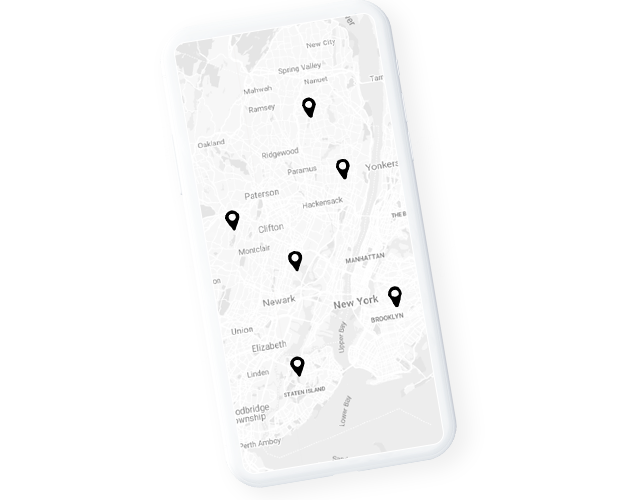 New City
Spring Valley
Nanuet
Mahwah
Ramsey
Oakland
Ridgewood
Paramus
Yonkers
Paterson
Hackensack
THE B
Clifton
Montclair
MANHATTAN
on
Newark
New York
BROOKLYN
Union
Upper Bay
Elizabeth
Linden
STATEN ISLAND
odbridge
wnship
Lower Bay
Perth Amboy